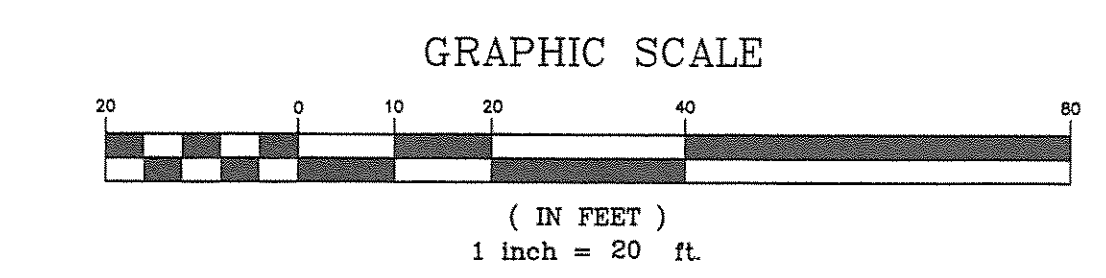 GRAPHIC SCALE
20 0 10 20 40 80
( IN FEET )
1 inch = 20 ft.